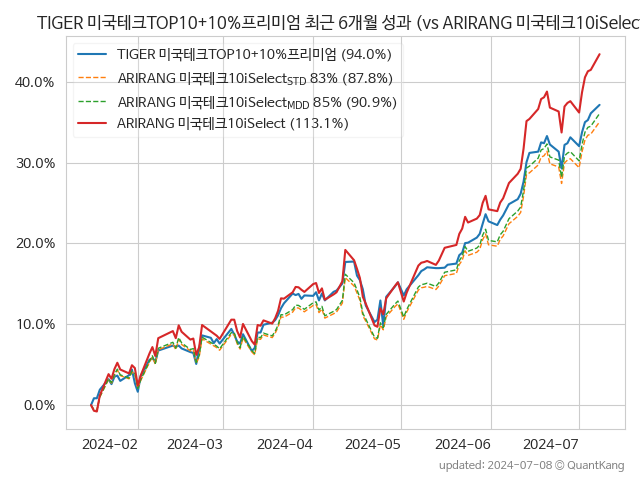 TIGER 미국테크TOP10+10%프리미엄 최근 6개월 성과 (vs ARIRANG 미국테크10iSelect
TIGER 미국테크TOP10+10%프리미엄 (94.0%)
ARIRANG 미국테크10iSelectSTD 83% (87.8%)
ARIRANG 미국테크10iSelectMDD 85% (90.9%)
ARIRANG 미국테크10iSelect (113.1%)
40.0%
30.0%
20.0%
10.0%
0.0%
2024-02 2024-03 2024-04 2024-05 2024-06 2024-07
updated: 2024-07-08 © QuantKang